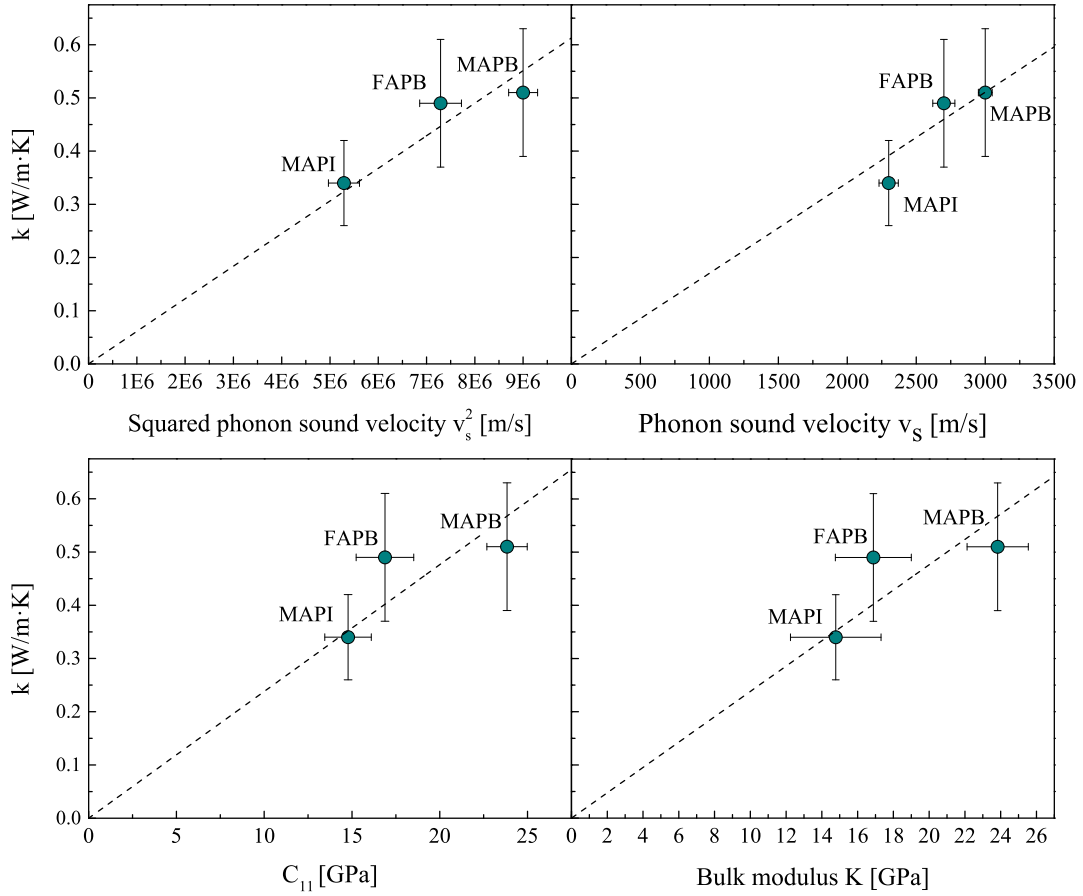 0.6
0.5
0.4
0.3
0.2
0.1
0.0
k [W/m·K]
MAPI
FAPB
MAPB
0
1E6
2E6
3E6
4E6
5E6
6E6
7E6
8E6
9E6
Squared phonon sound velocity v_s^2 [m/s]
FAPB
MAPB
MAPI
0
500
1000
1500
2000
2500
3000
3500
Phonon sound velocity v_S [m/s]
0.6
0.5
0.4
0.3
0.2
0.1
0.0
k [W/m·K]
MAPI
FAPB
MAPB
0
5
10
15
20
C_11 [GPa]
FAPB
MAPB
MAPI
0
2
4
6
8
10
12
14
16
18
20
22
24
26
Bulk modulus K [GPa]